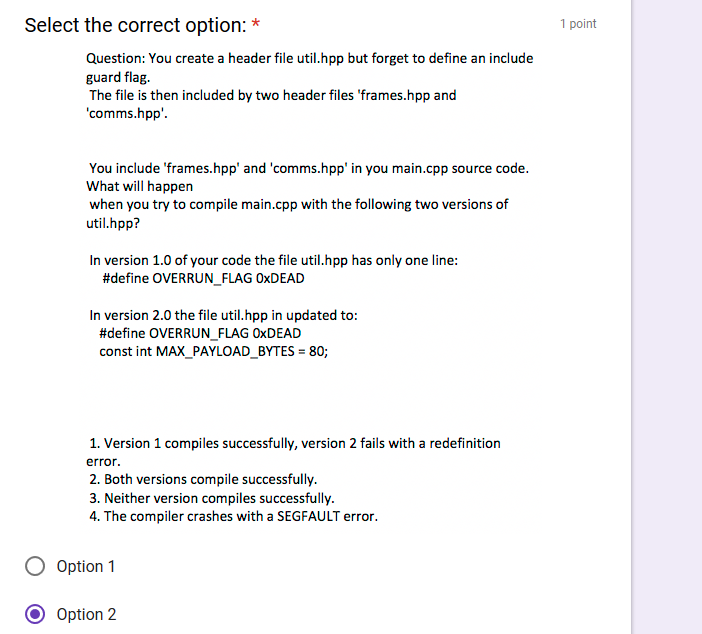 Select the correct option: *
1 point
Question: You create a header file util.hpp but forget to define an include
guard flag.
The file is then included by two header files 'frames.hpp and
'comms.hpp'.
You include 'frames.hpp' and 'comms.hpp' in you main.cpp source code.
What will happen
when you try to compile main.cpp with the following two versions of
util.hpp?
In version 1.0 of your code the file util.hpp has only one line:
#define OVERRUN_FLAG 0xDEAD
In version 2.0 the file util.hpp in updated to:
#define OVERRUN_FLAG 0xDEAD
const int MAX_PAYLOAD_BYTES = 80;
1. Version 1 compiles successfully, version 2 fails with a redefinition
error.
2. Both versions compile successfully.
3. Neither version compiles successfully.
4. The compiler crashes with a SEGFAULT error.
Option 1
Option 2